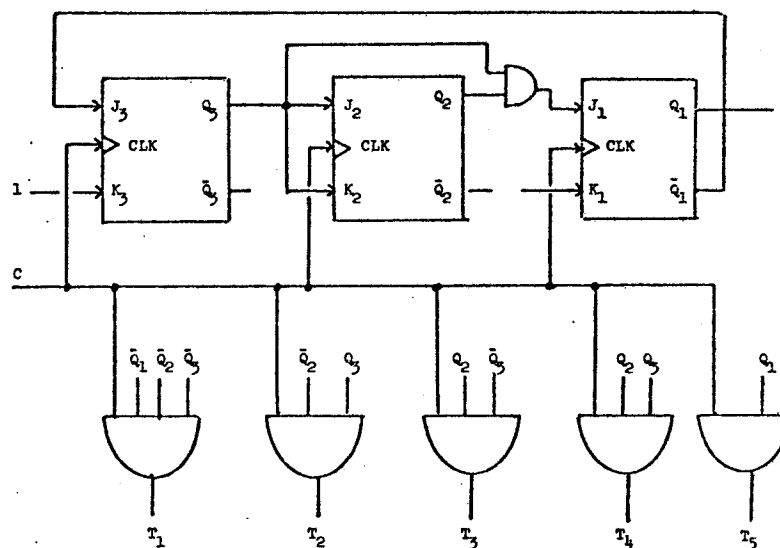 J₃ Q₃ J₂ Q₂ J₁ Q₁
CLK CLK CLK
1 K₃ Q̄₃ K₂ Q̄₂ K₁ Q̄₁
C
Q̄₁ Q̄₂ Q̄₃ Q̄₂ Q₃ Q₂ Q̄₃ Q₂ Q₃ Q₁
T₁ T₂ T₃ T₄ T₅